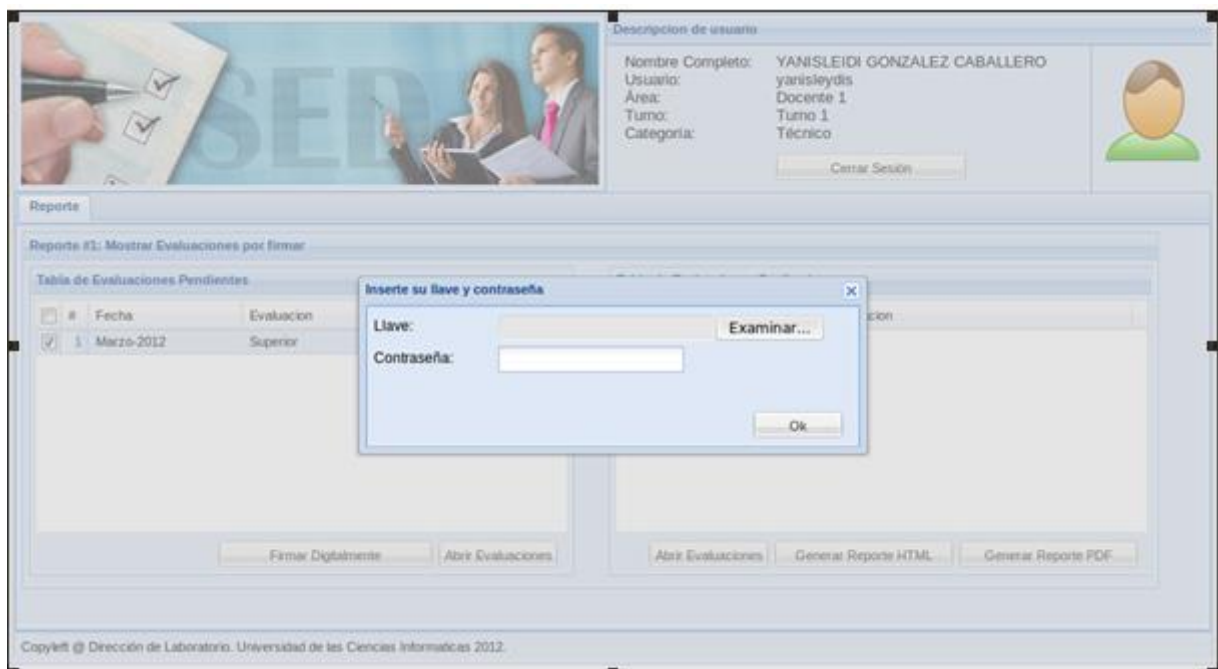 SED
Descripcion de usuario
Nombre Completo: YANISLEIDI GONZALEZ CABALLERO
Usuario: yanisleydis
Área: Docente 1
Turno: Turno 1
Categoría: Técnico
Cerrar Sesión
Reporte
Reporte #1: Mostrar Evaluaciones por firmar
Tabla de Evaluaciones Pendientes
# Fecha Evaluacion
1 Marzo-2012 Superior
Inserte su llave y contraseña
Llave: Examinar...
Contraseña:
Ok
Firmar Digitalmente Abrir Evaluaciones
Abrir Evaluaciones Generar Reporte HTML Generar Reporte PDF
Copyleft @ Dirección de Laboratorio. Universidad de las Ciencias Informaticas 2012.